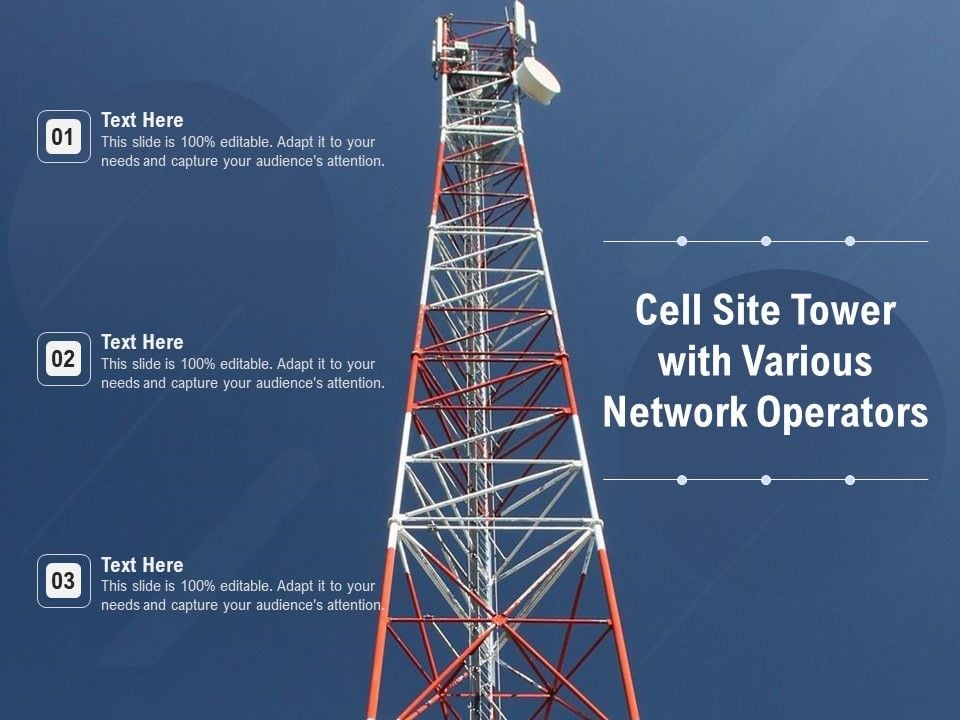 01
Text Here
This slide is 100% editable. Adapt it to your
needs and capture your audience's attention.
02
Text Here
This slide is 100% editable. Adapt it to your
needs and capture your audience's attention.
03
Text Here
This slide is 100% editable. Adapt it to your
needs and capture your audience's attention.
Cell Site Tower
with Various
Network Operators